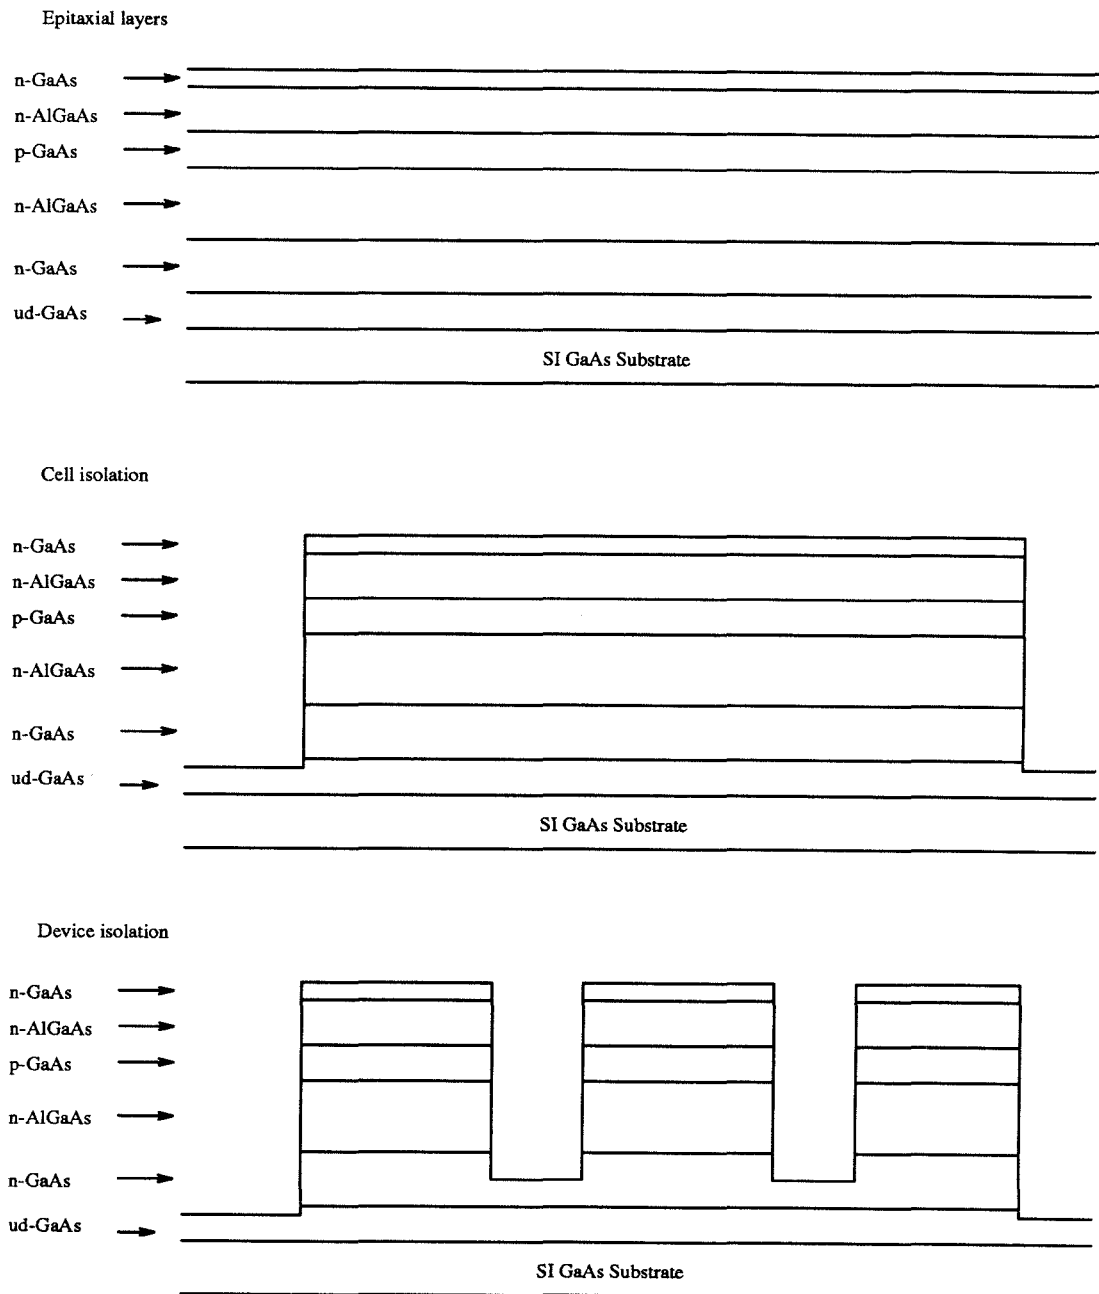 Epitaxial layers
n-GaAs
n-AlGaAs
p-GaAs
n-AlGaAs
n-GaAs
ud-GaAs
SI GaAs Substrate
Cell isolation
n-GaAs
n-AlGaAs
p-GaAs
n-AlGaAs
n-GaAs
ud-GaAs
SI GaAs Substrate
Device isolation
n-GaAs
n-AlGaAs
p-GaAs
n-AlGaAs
n-GaAs
ud-GaAs
SI GaAs Substrate